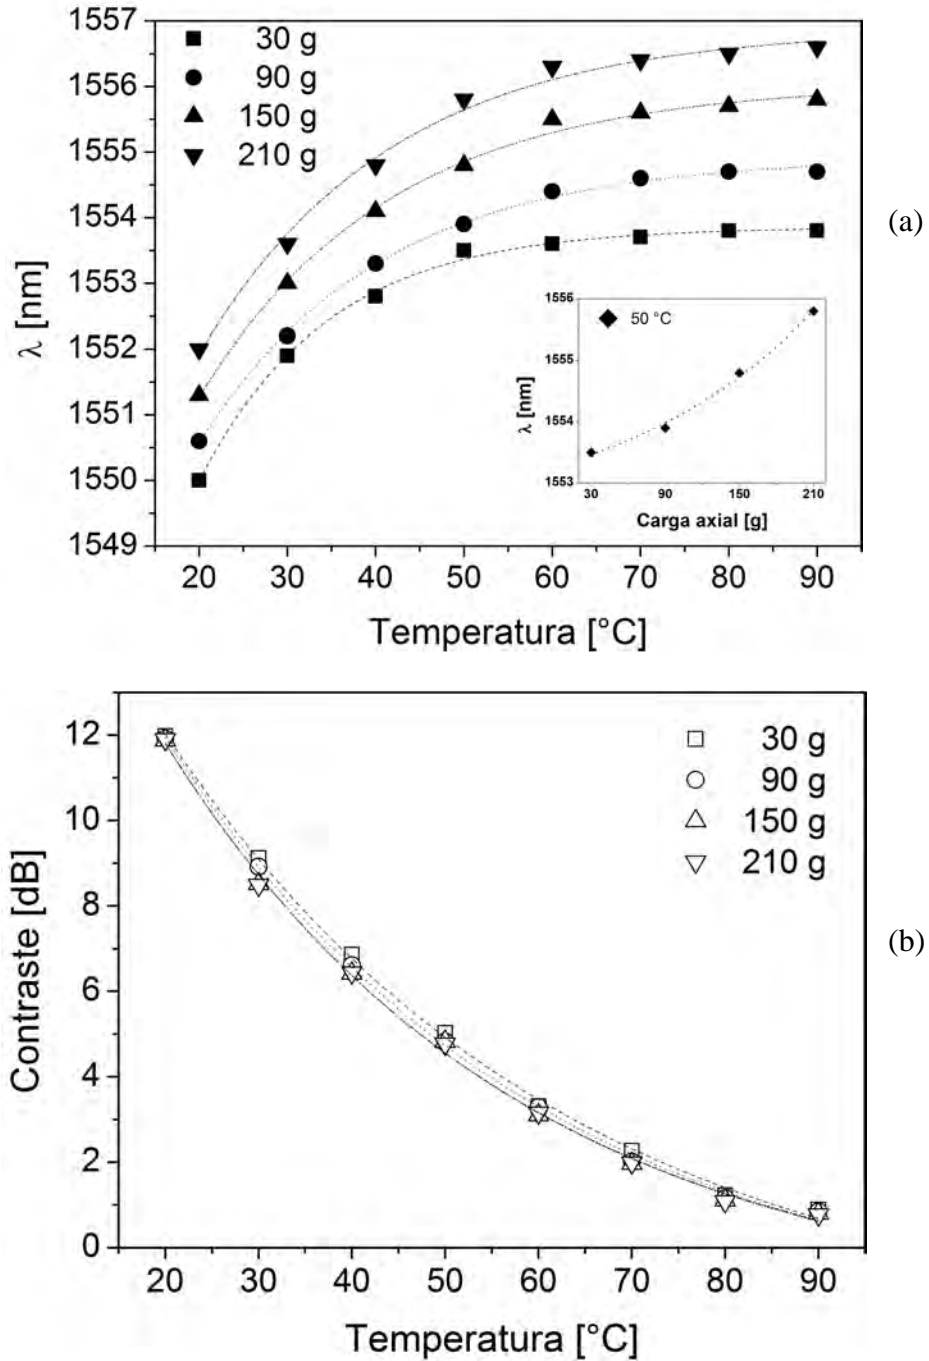 1557
1556
1555
1554
1553
1552
1551
1550
1549
λ [nm]
30 g
90 g
150 g
210 g
(a)
1556
1555
1554
1553
λ [nm]
50 °C
30 90 150 210
Carga axial [g]
20 30 40 50 60 70 80 90
Temperatura [°C]
12
10
8
6
4
2
0
Contraste [dB]
30 g
90 g
150 g
210 g
(b)
20 30 40 50 60 70 80 90
Temperatura [°C]